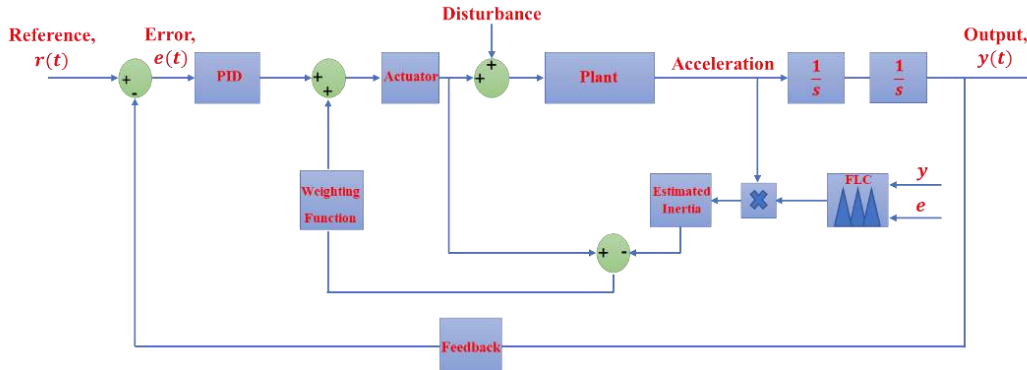 Disturbance
Reference,
r(t)
Error,
e(t)
Output,
y(t)
+
-
PID
+
+
Actuator
+
+
Plant
Acceleration
1
s
1
s
Weighting
Function
Estimated
Inertia
FLC
y
e
+
-
Feedback